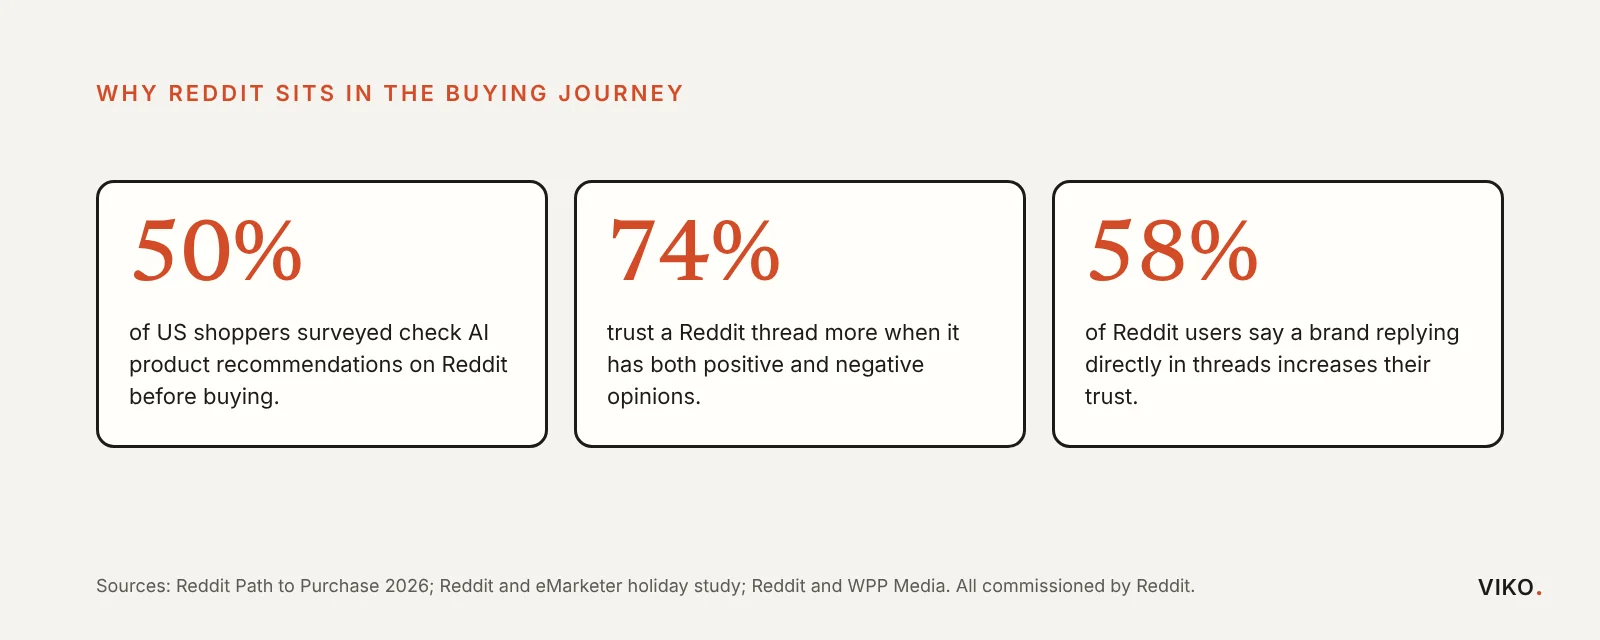 WHY REDDIT SITS IN THE BUYING JOURNEY
50%
of US shoppers surveyed check AI
product recommendations on Reddit
before buying.
74%
trust a Reddit thread more when it
has both positive and negative
opinions.
58%
of Reddit users say a brand replying
directly in threads increases their
trust.
Sources: Reddit Path to Purchase 2026; Reddit and eMarketer holiday study; Reddit and WPP Media. All commissioned by Reddit.
VIKO.